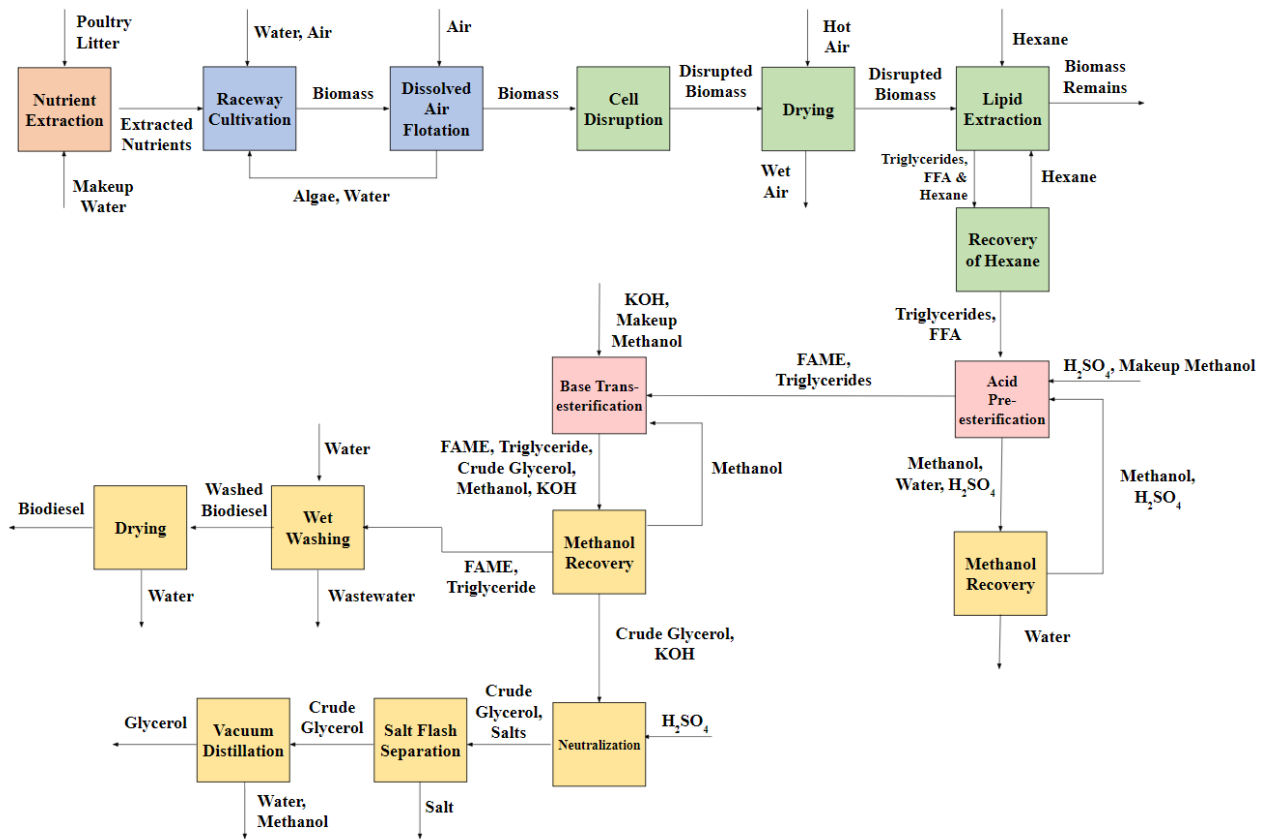 Poultry
Litter
Water, Air
Air
Hot
Air
Hexane
Nutrient
Extraction
Extracted
Nutrients
Raceway
Cultivation
Biomass
Dissolved
Air
Flotation
Biomass
Cell
Disruption
Disrupted
Biomass
Drying
Disrupted
Biomass
Lipid
Extraction
Biomass
Remains
Makeup
Water
Algae, Water
Wet
Air
Triglycerides,
FFA &
Hexane
Hexane
Recovery
of Hexane
Triglycerides,
FFA
KOH,
Makeup
Methanol
Base Trans-
esterification
FAME,
Triglycerides
Acid
Pre-
esterification
H₂SO₄, Makeup Methanol
FAME, Triglyceride,
Crude Glycerol,
Methanol, KOH
Methanol
Methanol,
Water, H₂SO₄
Methanol,
H₂SO₄
Water
Biodiesel
Drying
Washed
Biodiesel
Wet
Washing
FAME,
Triglyceride
Methanol
Recovery
Methanol
Recovery
Water
Wastewater
Water
Crude Glycerol,
KOH
Glycerol
Vacuum
Distillation
Crude
Glycerol
Salt Flash
Separation
Crude
Glycerol,
Salts
Neutralization
H₂SO₄
Water,
Methanol
Salt